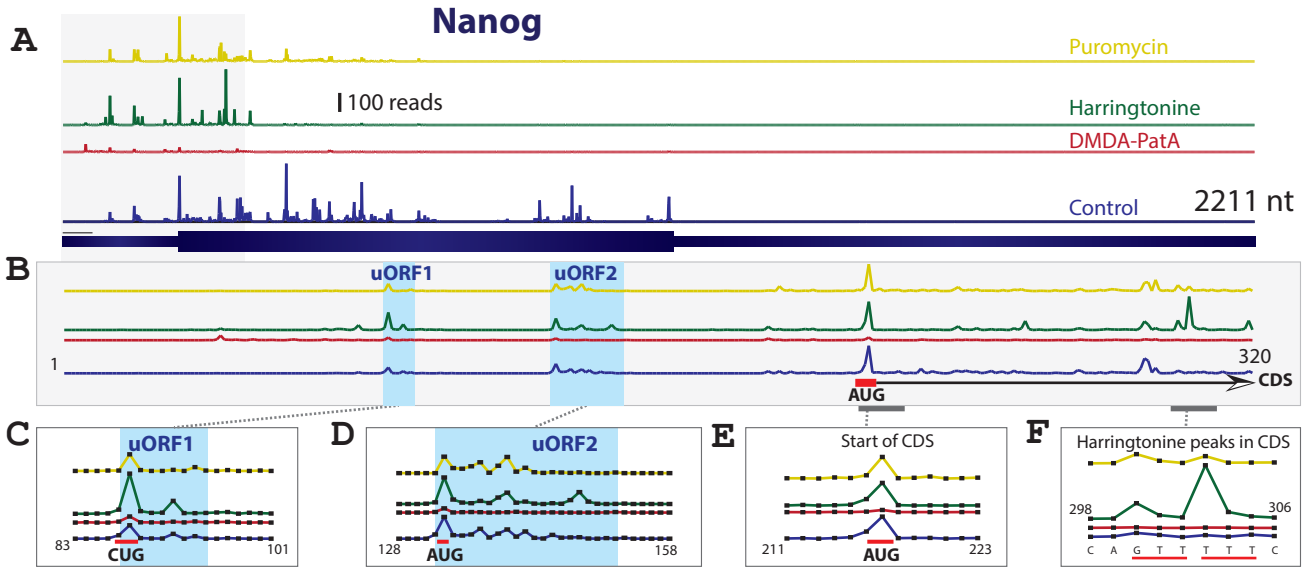 Nanog
A
Puromycin
100 reads
Harringtonine
DMDA-PatA
Control
2211 nt
B
uORF1
uORF2
1
320
CDS
AUG
C
uORF1
83
101
CUG
D
uORF2
128
158
AUG
E
Start of CDS
211
223
AUG
F
Harringtonine peaks in CDS
298
306
C A G T T T T T C